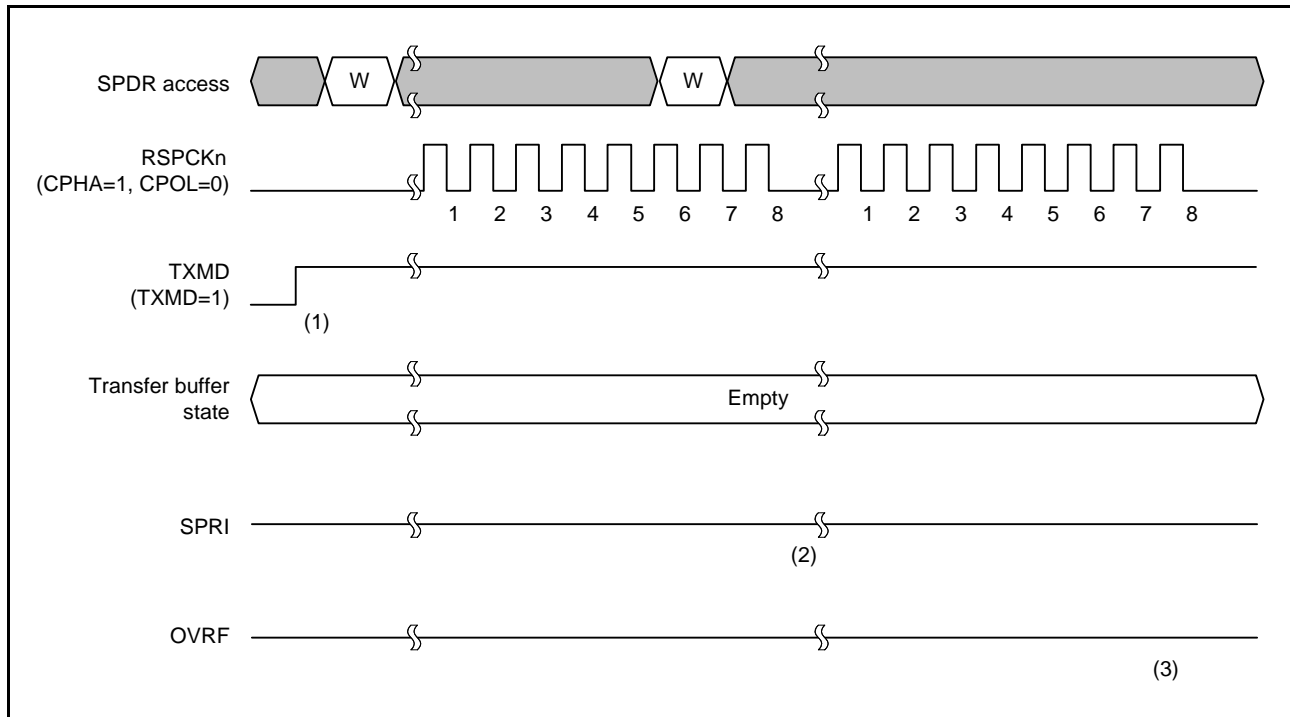 SPDR access
W
W
RSPCKn
(CPHA=1, CPOL=0)
1 2 3 4 5 6 7 8 1 2 3 4 5 6 7 8
TXMD
(TXMD=1)
(1)
Transfer buffer
state
Empty
SPRI
(2)
OVRF
(3)